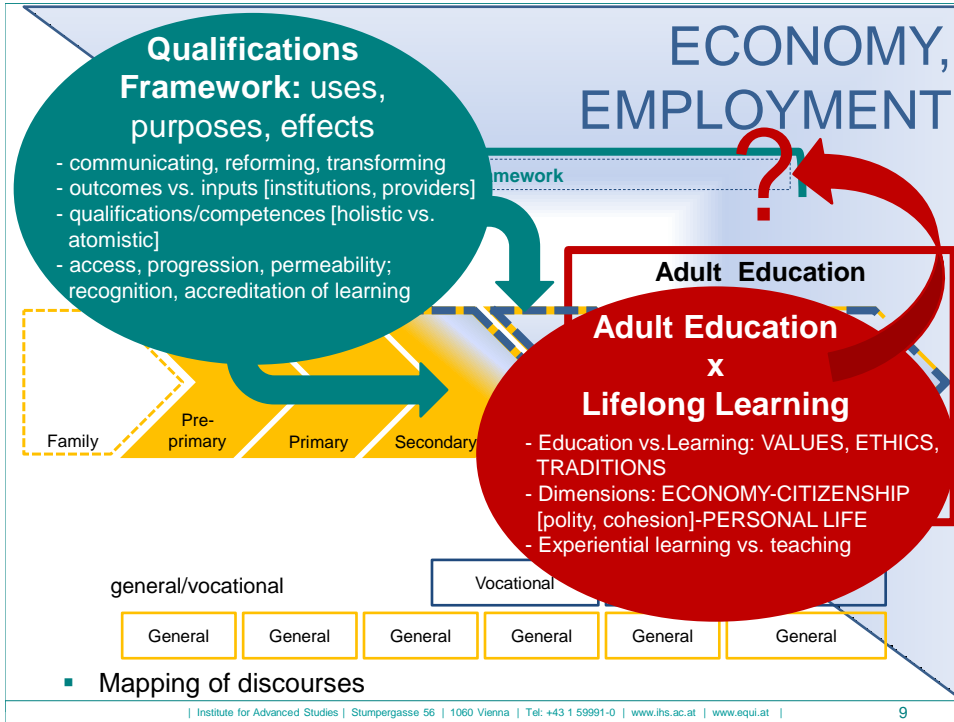 Qualifications
Framework: uses,
purposes, effects
- communicating, reforming, transforming
- outcomes vs. inputs [institutions, providers]
- qualifications/competences [holistic vs.
atomistic]
- access, progression, permeability;
recognition, accreditation of learning
ECONOMY,
EMPLOYMENT
?
Adult Education
Adult Education
x
Lifelong Learning
- Education vs.Learning: VALUES, ETHICS,
TRADITIONS
- Dimensions: ECONOMY-CITIZENSHIP
[polity, cohesion]-PERSONAL LIFE
- Experiential learning vs. teaching
Family
Pre-
primary
Primary
Secondary
general/vocational
Vocational
General
General
General
General
General
General
▪ Mapping of discourses
| Institute for Advanced Studies | Stumpergasse 56 | 1060 Vienna | Tel: +43 1 59991-0 | www.ihs.ac.at | www.equi.at |
9